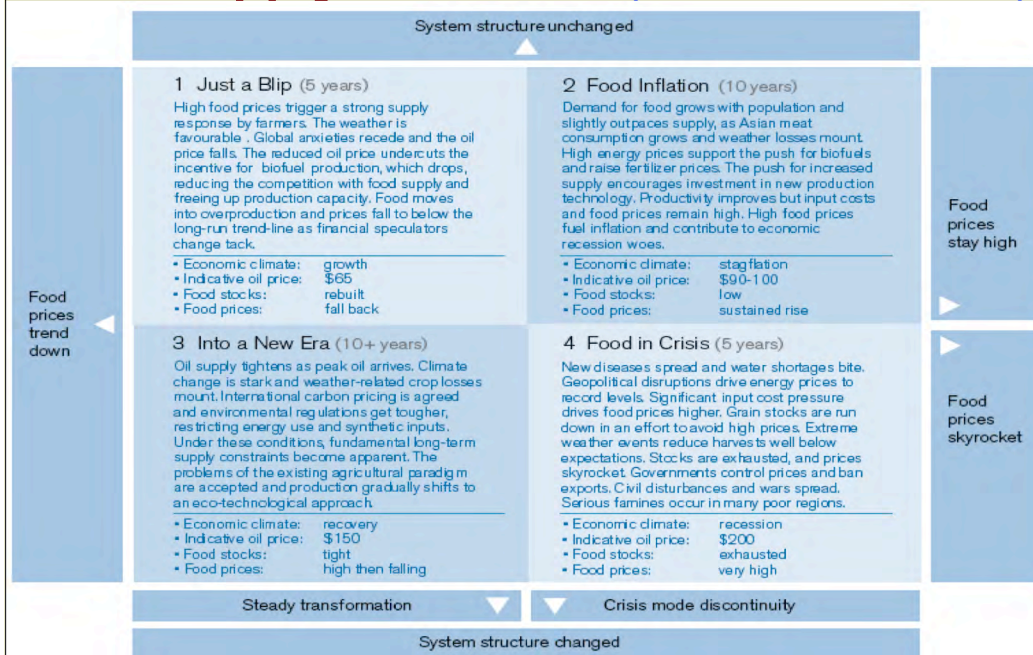 System structure unchanged
1 Just a Blip (5 years)
High food prices trigger a strong supply
response by farmers. The weather is
favourable . Global anxieties recede and the oil
price falls. The reduced oil price undercuts the
incentive for biofuel production, which drops,
reducing the competition with food supply and
freeing up production capacity. Food moves
into overproduction and prices fall to below the
long-run trend-line as financial speculators
change tack.
• Economic climate: growth
• Indicative oil price: $65
• Food stocks: rebuilt
• Food prices: fall back
2 Food Inflation (10 years)
Demand for food grows with population and
slightly outpaces supply, as Asian meat
consumption grows and weather losses mount.
High energy prices support the push for biofuels
and raise fertilizer prices. The push for increased
supply encourages investment in new production
technology. Productivity improves but input costs
and food prices remain high. High food prices
fuel inflation and contribute to economic
recession woes.
• Economic climate: stagflation
• Indicative oil price: $90-100
• Food stocks: low
• Food prices: sustained rise
Food
prices
stay high
Food
prices
trend
down
3 Into a New Era (10+ years)
Oil supply tightens as peak oil arrives. Climate
change is stark and weather-related crop losses
mount. International carbon pricing is agreed
and environmental regulations get tougher,
restricting energy use and synthetic inputs.
Under these conditions, fundamental long-term
supply constraints become apparent. The
problems of the existing agricultural paradigm
are accepted and production gradually shifts to
an eco-technological approach.
• Economic climate: recovery
• Indicative oil price: $150
• Food stocks: tight
• Food prices: high then falling
4 Food in Crisis (5 years)
New diseases spread and water shortages bite.
Geopolitical disruptions drive energy prices to
record levels. Significant input cost pressure
drives food prices higher. Grain stocks are run
down in an effort to avoid high prices. Extreme
weather events reduce harvests well below
expectations. Stocks are exhausted, and prices
skyrocket. Governments control prices and ban
exports. Civil disturbances and wars spread.
Serious famines occur in many poor regions.
• Economic climate: recession
• Indicative oil price: $200
• Food stocks: exhausted
• Food prices: very high
Food
prices
skyrocket
Steady transformation
Crisis mode discontinuity
System structure changed